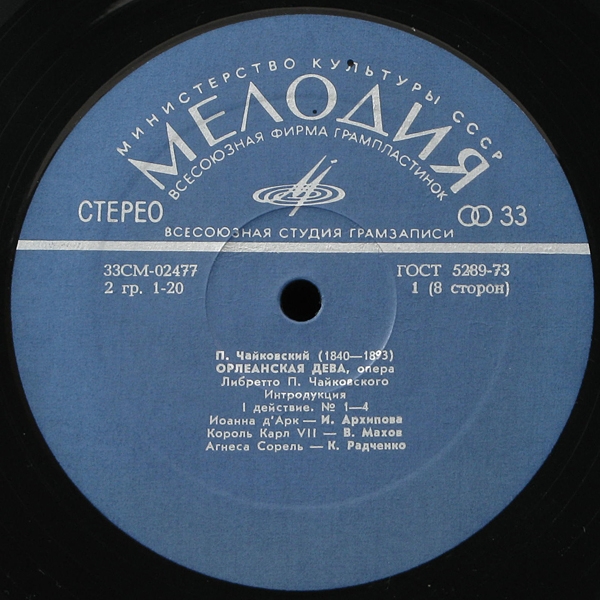 МИНИСТЕРСТВО КУЛЬТУРЫ СССР
МЕЛОДИЯ
ВСЕСОЮЗНАЯ ФИРМА ГРАМПЛАСТИНОК
СТЕРЕО
33
ВСЕСОЮЗНАЯ СТУДИЯ ГРАМЗАПИСИ
33СМ-02477
ГОСТ 5289-73
2 гр. 1-20
1 (8 сторон)
П. Чайковский (1840—1893)
ОРЛЕАНСКАЯ ДЕВА, опера
Либретто П. Чайковского
Интродукция
I действие. № 1—4
Иоанна д'Арк — И. Архипова
Король Карл VII — В. Махов
Агнеса Сорель — К. Радченко